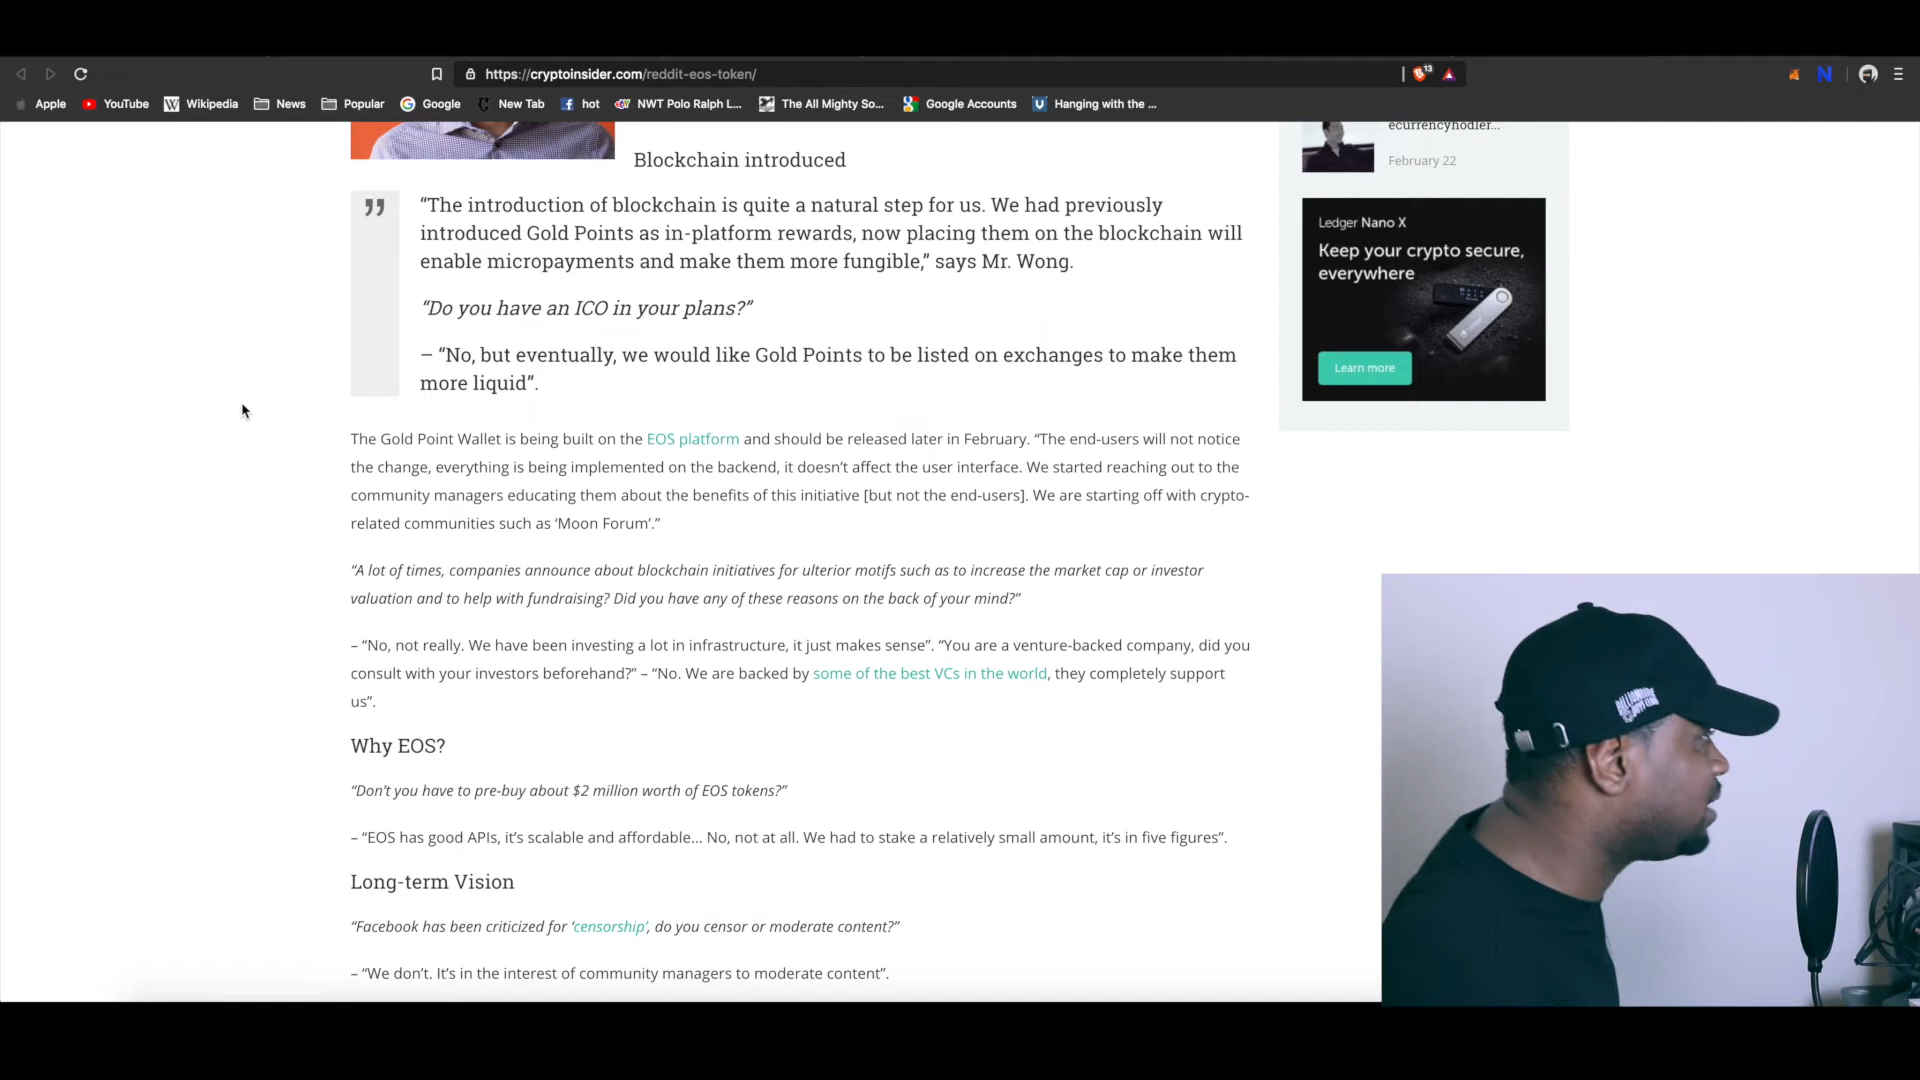 https://cryptoinsider.com/reddit-eos-token/
13
N
Apple YouTube Wikipedia News Popular Google New Tab hot NWT Polo Ralph L... The All Mighty So... Google Accounts Hanging with the ...
ecurrencyhodler...
February 22
Blockchain introduced
“The introduction of blockchain is quite a natural step for us. We had previously
introduced Gold Points as in-platform rewards, now placing them on the blockchain will
enable micropayments and make them more fungible,” says Mr. Wong.
“Do you have an ICO in your plans?”
– “No, but eventually, we would like Gold Points to be listed on exchanges to make them
more liquid”.
Ledger Nano X
Keep your crypto secure,
everywhere
Learn more
The Gold Point Wallet is being built on the EOS platform and should be released later in February. “The end-users will not notice
the change, everything is being implemented on the backend, it doesn’t affect the user interface. We started reaching out to the
community managers educating them about the benefits of this initiative [but not the end-users]. We are starting off with crypto-
related communities such as ‘Moon Forum’.”
“A lot of times, companies announce about blockchain initiatives for ulterior motifs such as to increase the market cap or investor
valuation and to help with fundraising? Did you have any of these reasons on the back of your mind?”
– “No, not really. We have been investing a lot in infrastructure, it just makes sense”. “You are a venture-backed company, did you
consult with your investors beforehand?” – “No. We are backed by some of the best VCs in the world, they completely support
us”.
Why EOS?
“Don’t you have to pre-buy about $2 million worth of EOS tokens?”
– “EOS has good APIs, it’s scalable and affordable... No, not at all. We had to stake a relatively small amount, it’s in five figures”.
Long-term Vision
“Facebook has been criticized for ‘censorship’, do you censor or moderate content?”
– “We don’t. It’s in the interest of community managers to moderate content”.
BILLIONAIRE
BOYS CLUB